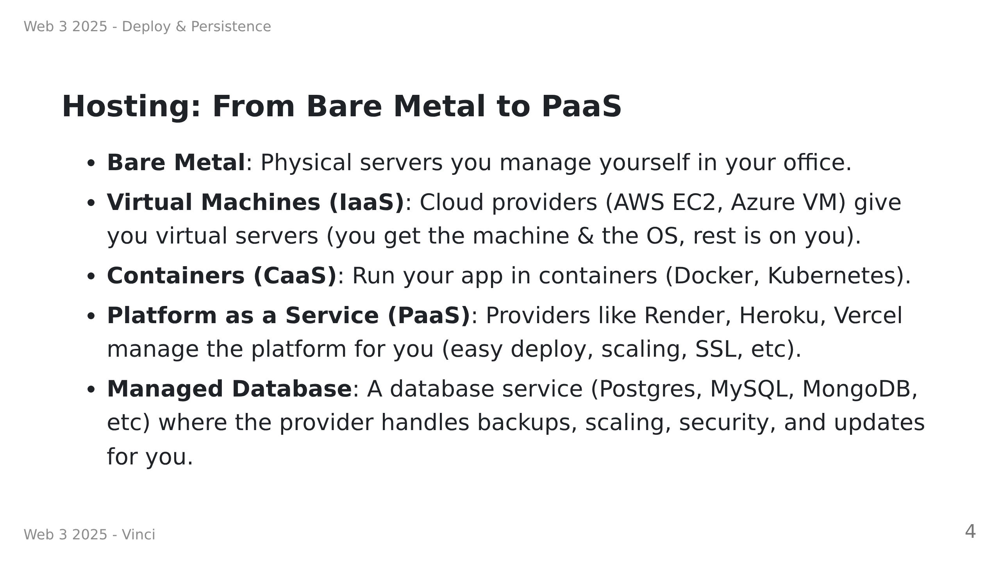 Web 3 2025 - Deploy & Persistence
Hosting: From Bare Metal to PaaS
• Bare Metal: Physical servers you manage yourself in your office.
• Virtual Machines (IaaS): Cloud providers (AWS EC2, Azure VM) give
you virtual servers (you get the machine & the OS, rest is on you).
• Containers (CaaS): Run your app in containers (Docker, Kubernetes).
• Platform as a Service (PaaS): Providers like Render, Heroku, Vercel
manage the platform for you (easy deploy, scaling, SSL, etc).
• Managed Database: A database service (Postgres, MySQL, MongoDB,
etc) where the provider handles backups, scaling, security, and updates
for you.
Web 3 2025 - Vinci
4